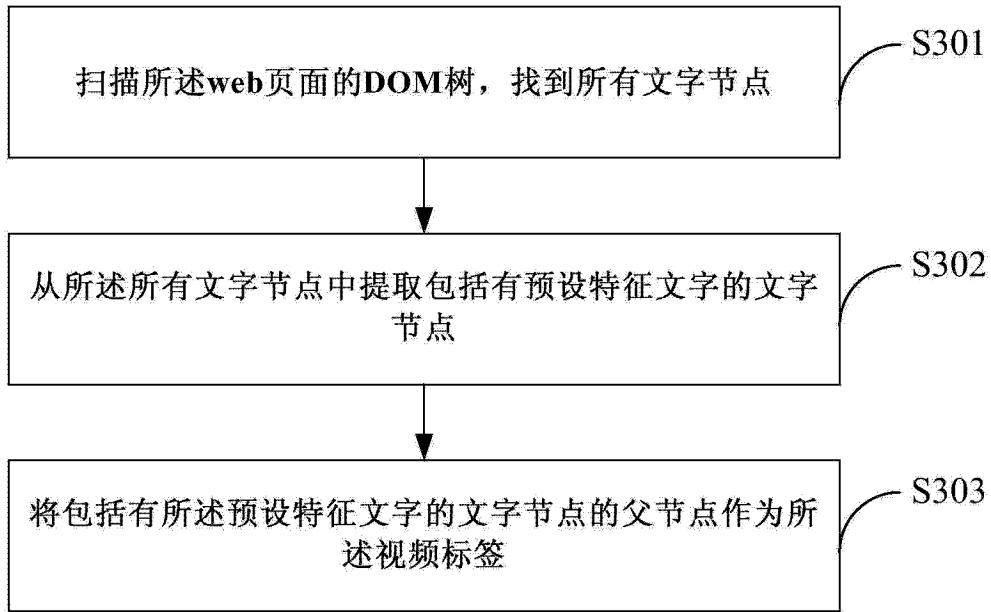 扫描所述web页面的DOM树，找到所有文字节点
S301
从所述所有文字节点中提取包括有预设特征文字的文字
节点
S302
将包括有所述预设特征文字的文字节点的父节点作为所
述视频标签
S303